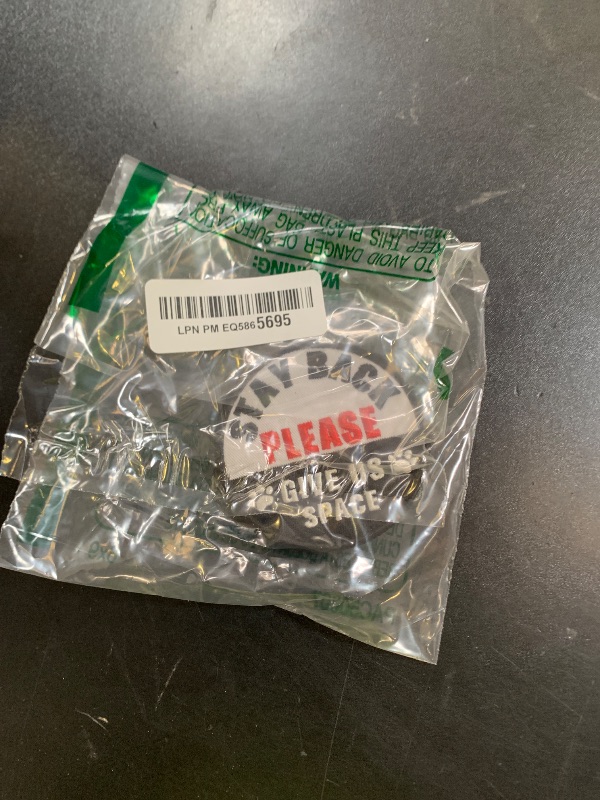 WARNING:
TO AVOID DANGER OF SUFFOCATION
KEEP THIS PLASTIC BAG AWAY
LPN PM EQ5865695
STAY BACK
PLEASE
GIVE US
SPACE